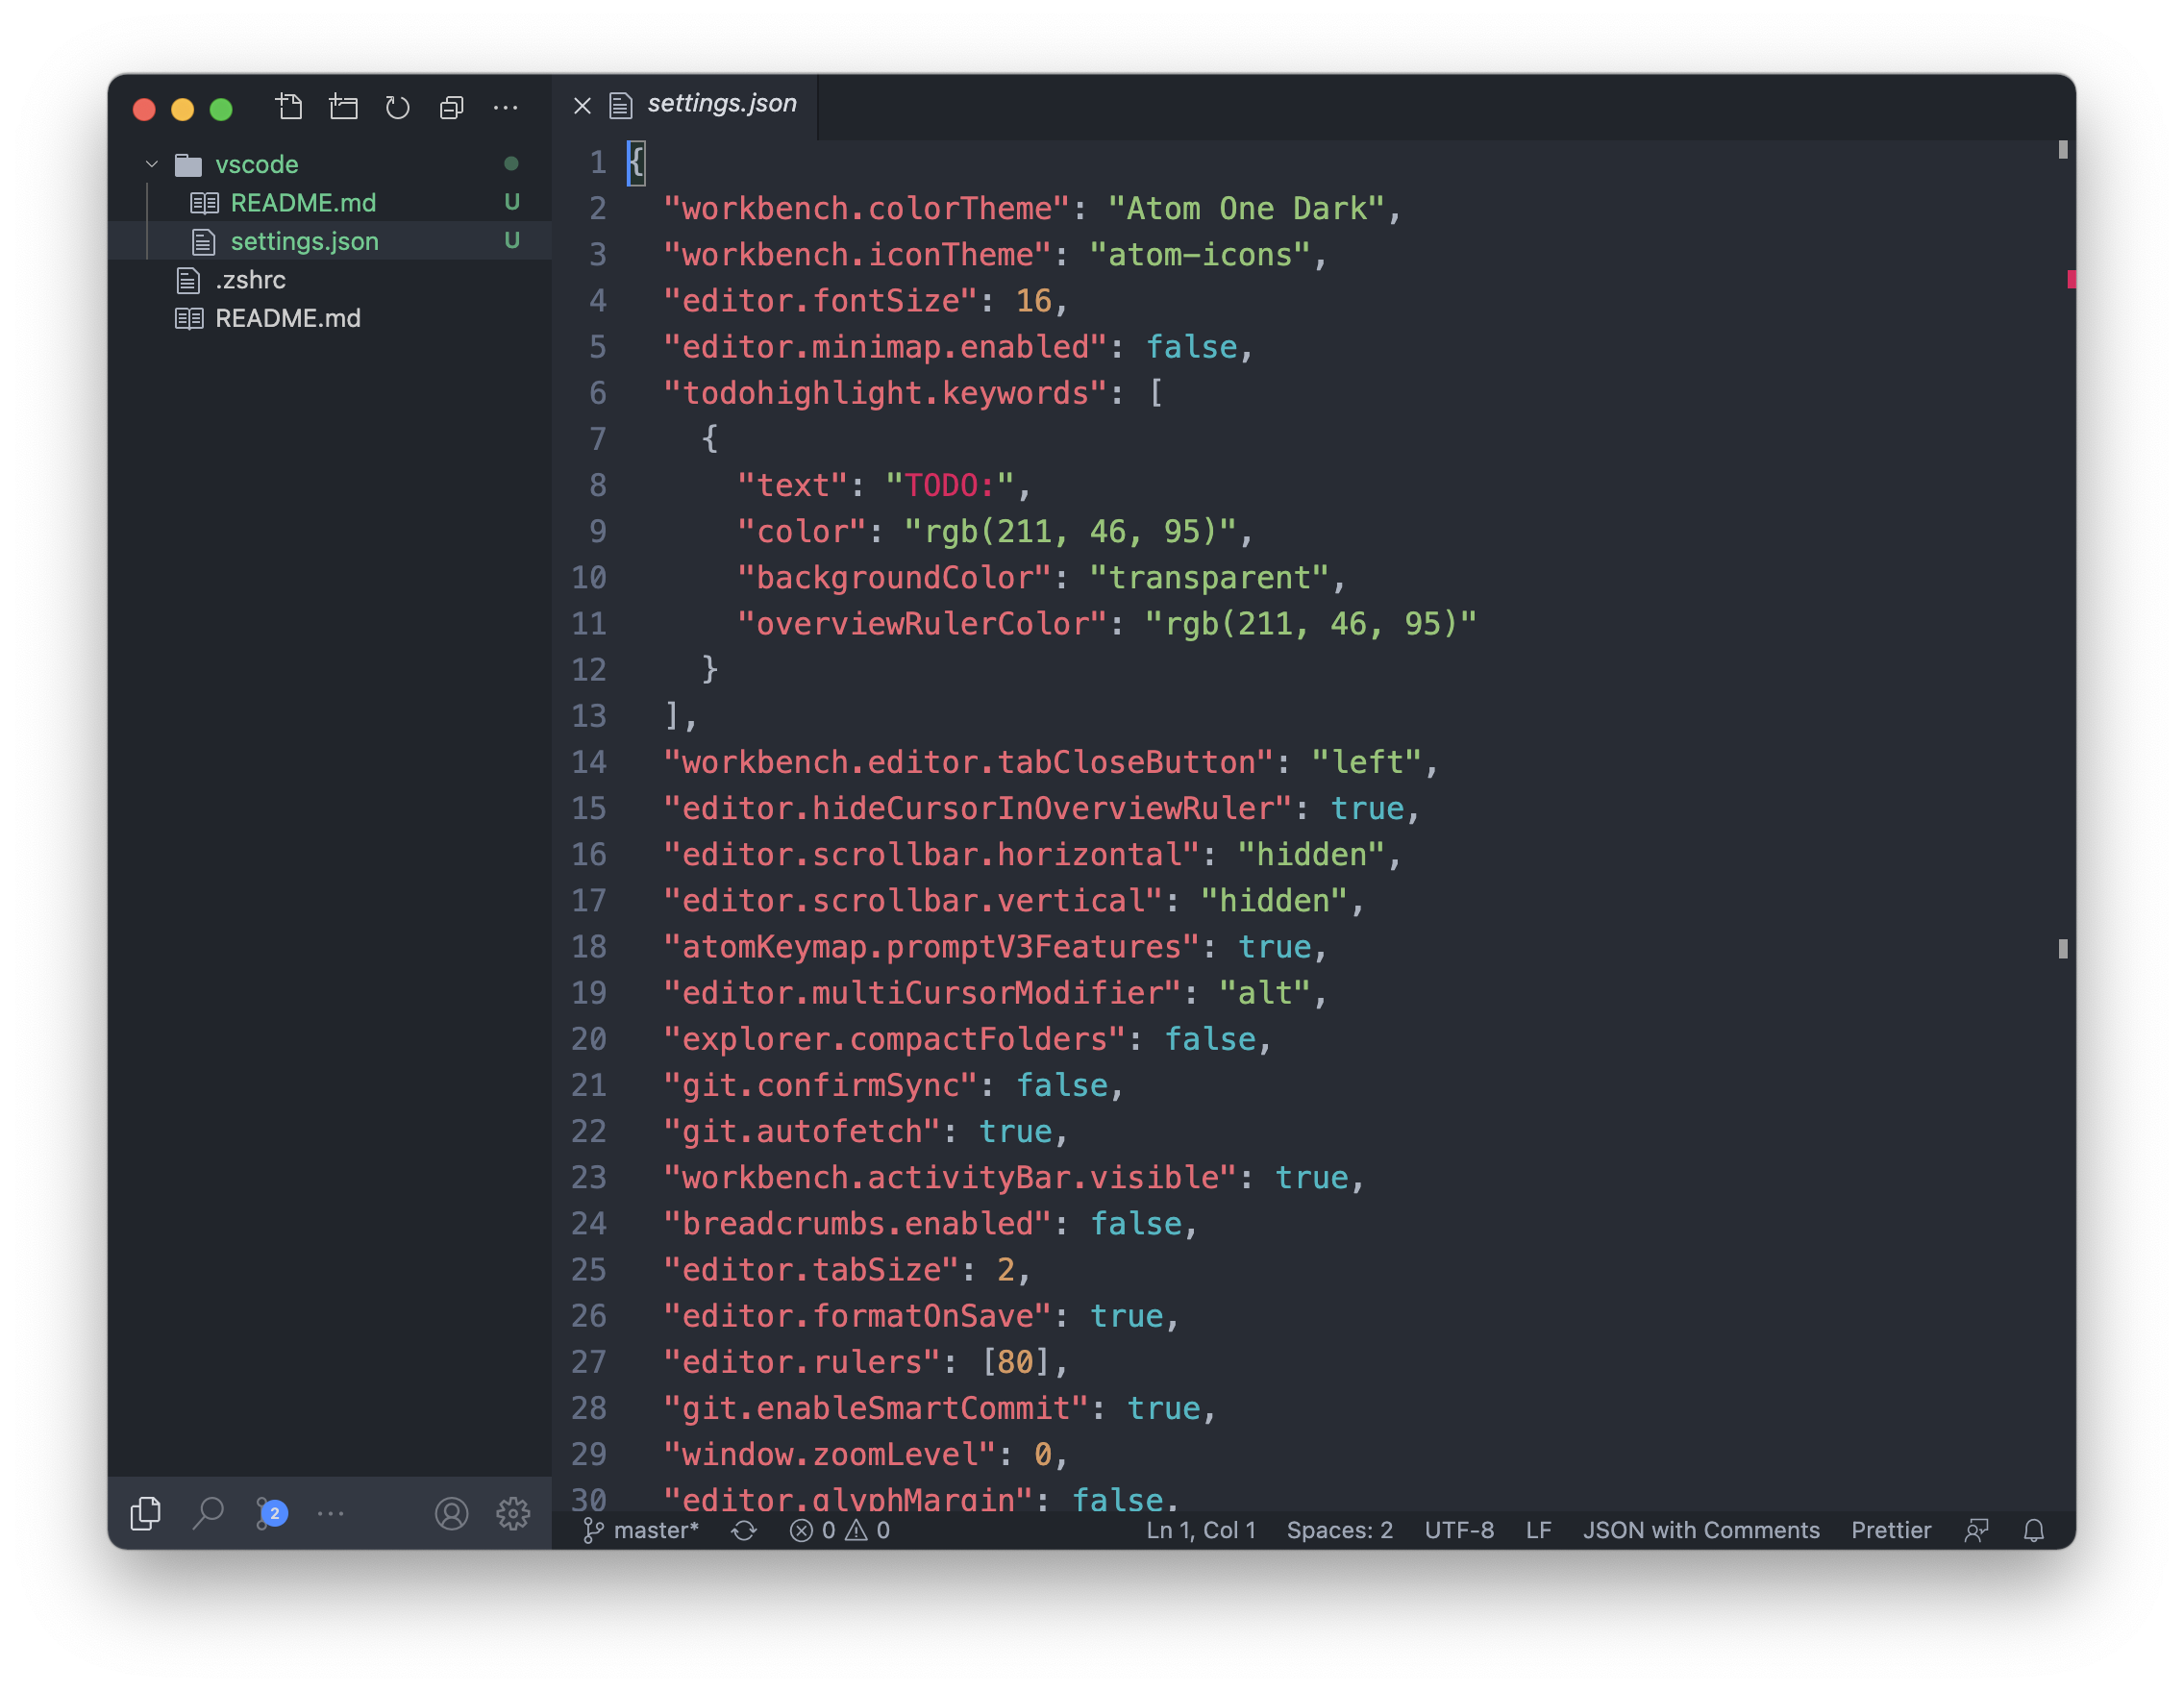 settings.json
vscode
README.md U
settings.json U
.zshrc
README.md
1 {
2   "workbench.colorTheme": "Atom One Dark",
3   "workbench.iconTheme": "atom-icons",
4   "editor.fontSize": 16,
5   "editor.minimap.enabled": false,
6   "todohighlight.keywords": [
7     {
8       "text": "TODO:",
9       "color": "rgb(211, 46, 95)",
10       "backgroundColor": "transparent",
11       "overviewRulerColor": "rgb(211, 46, 95)"
12     }
13   ],
14   "workbench.editor.tabCloseButton": "left",
15   "editor.hideCursorInOverviewRuler": true,
16   "editor.scrollbar.horizontal": "hidden",
17   "editor.scrollbar.vertical": "hidden",
18   "atomKeymap.promptV3Features": true,
19   "editor.multiCursorModifier": "alt",
20   "explorer.compactFolders": false,
21   "git.confirmSync": false,
22   "git.autofetch": true,
23   "workbench.activityBar.visible": true,
24   "breadcrumbs.enabled": false,
25   "editor.tabSize": 2,
26   "editor.formatOnSave": true,
27   "editor.rulers": [80],
28   "git.enableSmartCommit": true,
29   "window.zoomLevel": 0,
30   "editor.glyphMargin": false,
2
master* 0 0 Ln 1, Col 1 Spaces: 2 UTF-8 LF JSON with Comments Prettier